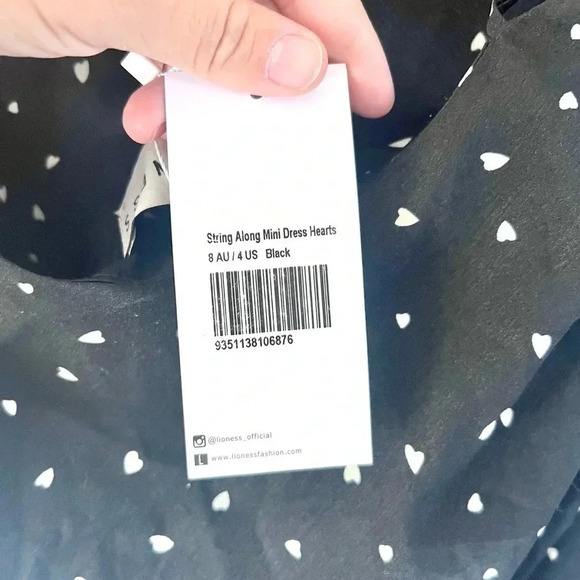 String Along Mini Dress Hearts
8 AU / 4 US Black
9351138106876
@lioness_official
L www.lionessfashion.com